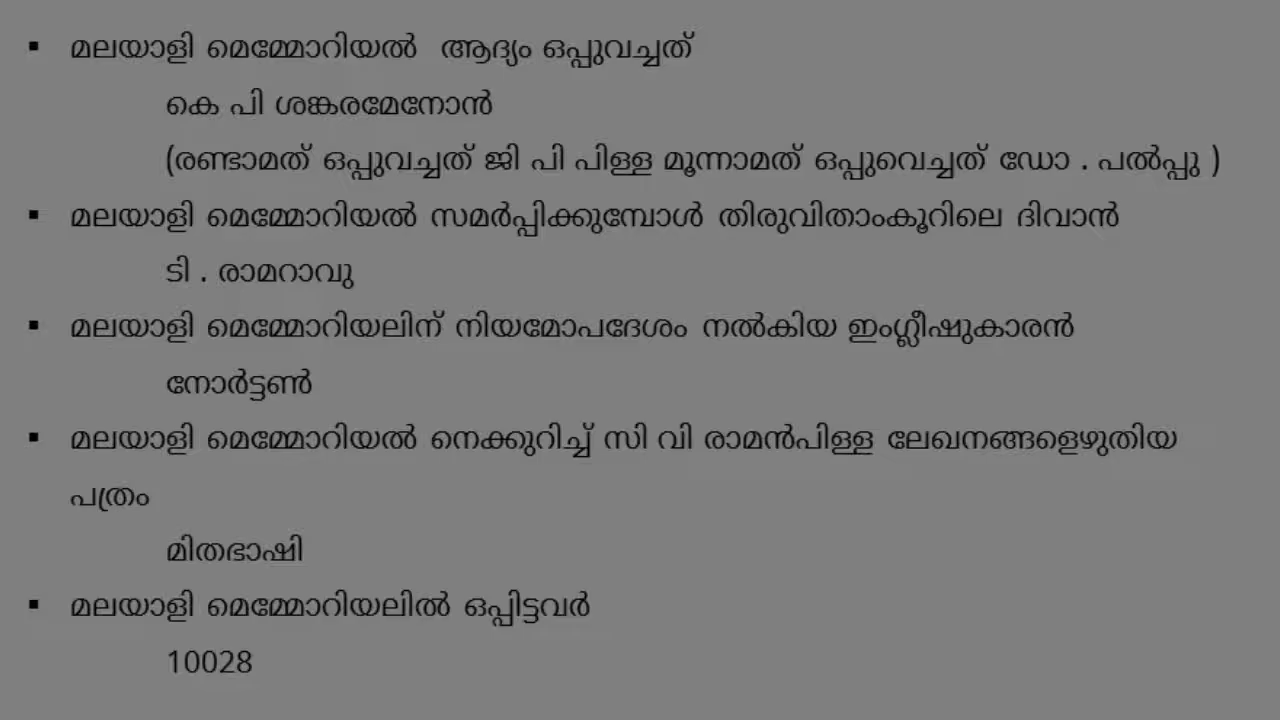 ▪ മലയാളി മെമ്മോറിയൽ ആദ്യം ഒപ്പുവച്ചത്
കെ പി ശങ്കരമേനോൻ
(രണ്ടാമത് ഒപ്പുവച്ചത് ജി പി പിള്ള മൂന്നാമത് ഒപ്പുവെച്ചത് ഡോ . പൽപ്പു )
▪ മലയാളി മെമ്മോറിയൽ സമർപ്പിക്കുമ്പോൾ തിരുവിതാംകൂറിലെ ദിവാൻ
ടി . രാമറാവു
▪ മലയാളി മെമ്മോറിയലിന് നിയമോപദേശം നൽകിയ ഇംഗ്ലീഷുകാരൻ
നോർട്ടൺ
▪ മലയാളി മെമ്മോറിയൽ നെക്കുറിച്ച് സി വി രാമൻപിള്ള ലേഖനങ്ങളെഴുതിയ
പത്രം
മിതഭാഷി
▪ മലയാളി മെമ്മോറിയലിൽ ഒപ്പിട്ടവർ
10028